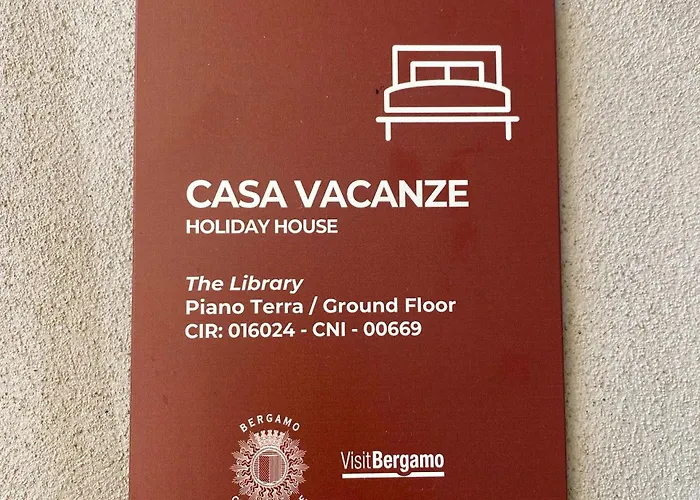 CASA VACANZE
HOLIDAY HOUSE
The Library
Piano Terra / Ground Floor
CIR: 016024 - CNI - 00669
BERGAMO
VisitBergamo